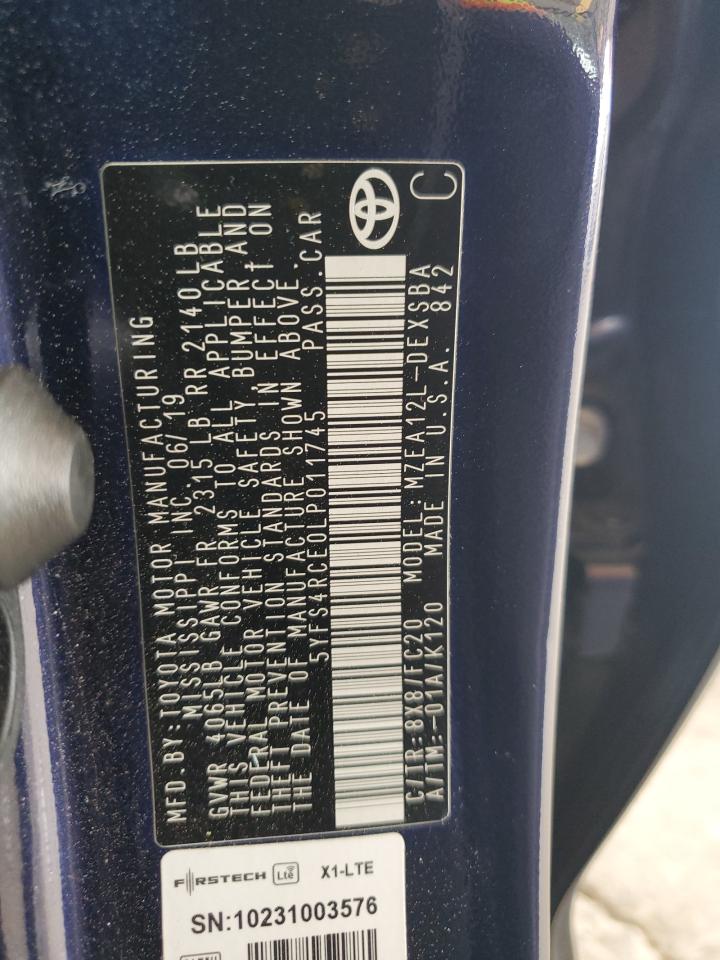 MFD.BY:TOYOTA MOTOR MANUFACTURING
MISSISSIPPI INC 06/19
GVWR 4065LB GAWR FR 2315LB RR 2140LB
THIS VEHICLE CONFORMS TO ALL APPLICABLE
FEDERAL MOTOR VEHICLE SAFETY, BUMPER AND
THEFT PREVENTION STANDARDS IN EFFECT ON
THE DATE OF MANUFACTURE SHOWN ABOVE.
5YFS4RCE0LP011745 PASS.CAR
C/TR:8X8/FC20 MODEL:MZEA12L-DEXSBA
A/TM:-01A/K120 MADE IN U.S.A. 842
C
FIRSTECH Lte X1-LTE
SN:10231003576